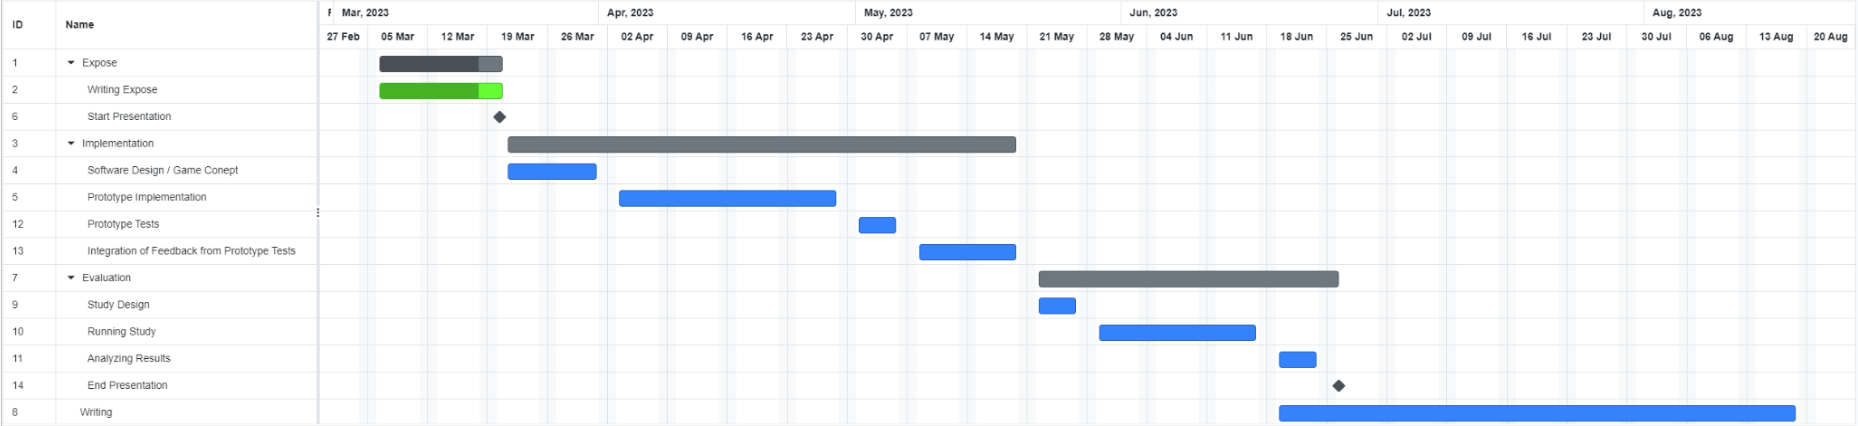 ID Name F Mar, 2023 Apr, 2023 May, 2023 Jun, 2023 Jul, 2023 Aug, 2023
27 Feb 05 Mar 12 Mar 19 Mar 26 Mar 02 Apr 09 Apr 16 Apr 23 Apr 30 Apr 07 May 14 May 21 May 28 May 04 Jun 11 Jun 18 Jun 25 Jun 02 Jul 09 Jul 16 Jul 23 Jul 30 Jul 06 Aug 13 Aug 20 Aug
1 Expose
2 Writing Expose
6 Start Presentation
3 Implementation
4 Software Design / Game Conept
5 Prototype Implementation
12 Prototype Tests
13 Integration of Feedback from Prototype Tests
7 Evaluation
9 Study Design
10 Running Study
11 Analyzing Results
14 End Presentation
8 Writing